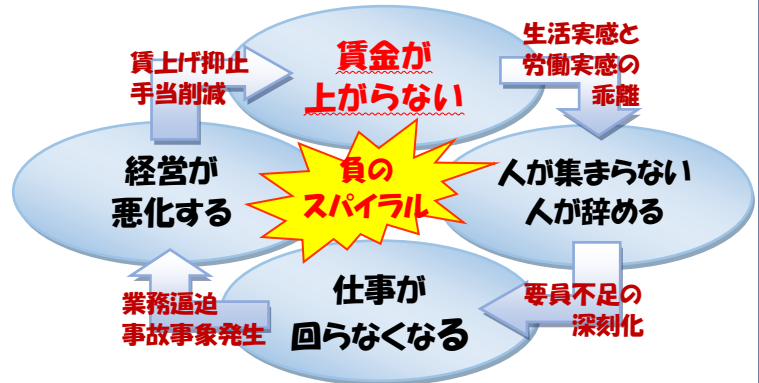 賃金が
上がらない
生活実感と
労働実感の
乖離
人が集まらない
人が辞める
要員不足の
深刻化
仕事が
回らなくなる
業務逼迫
事故事象発生
経営が
悪化する
賃上げ抑止
手当削減
負の
スパイラル